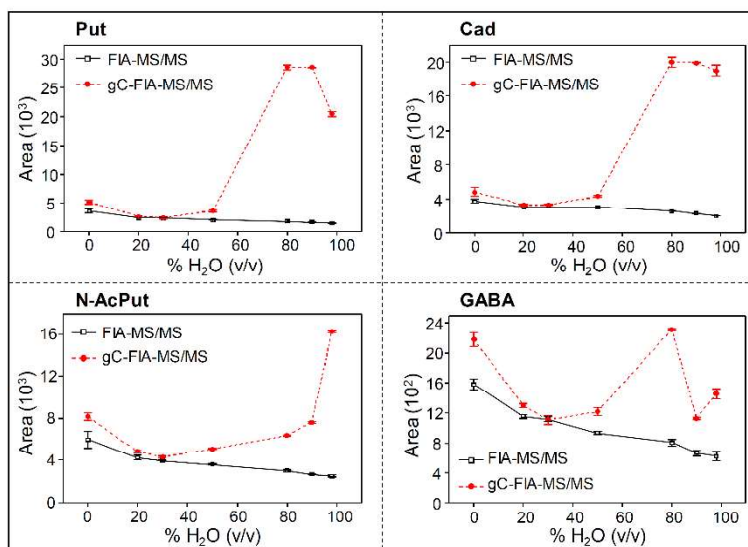 Put
FIA-MS/MS
gC-FIA-MS/MS
Area (10³)
30
25
20
15
10
5
0
0 20 40 60 80 100
% H₂O (v/v)
Cad
FIA-MS/MS
gC-FIA-MS/MS
Area (10³)
20
16
12
8
4
0
0 20 40 60 80 100
% H₂O (v/v)
N-AcPut
FIA-MS/MS
gC-FIA-MS/MS
Area (10³)
16
12
8
4
0
0 20 40 60 80 100
% H₂O (v/v)
GABA
FIA-MS/MS
gC-FIA-MS/MS
Area (10²)
24
20
16
12
8
4
0
0 20 40 60 80 100
% H₂O (v/v)